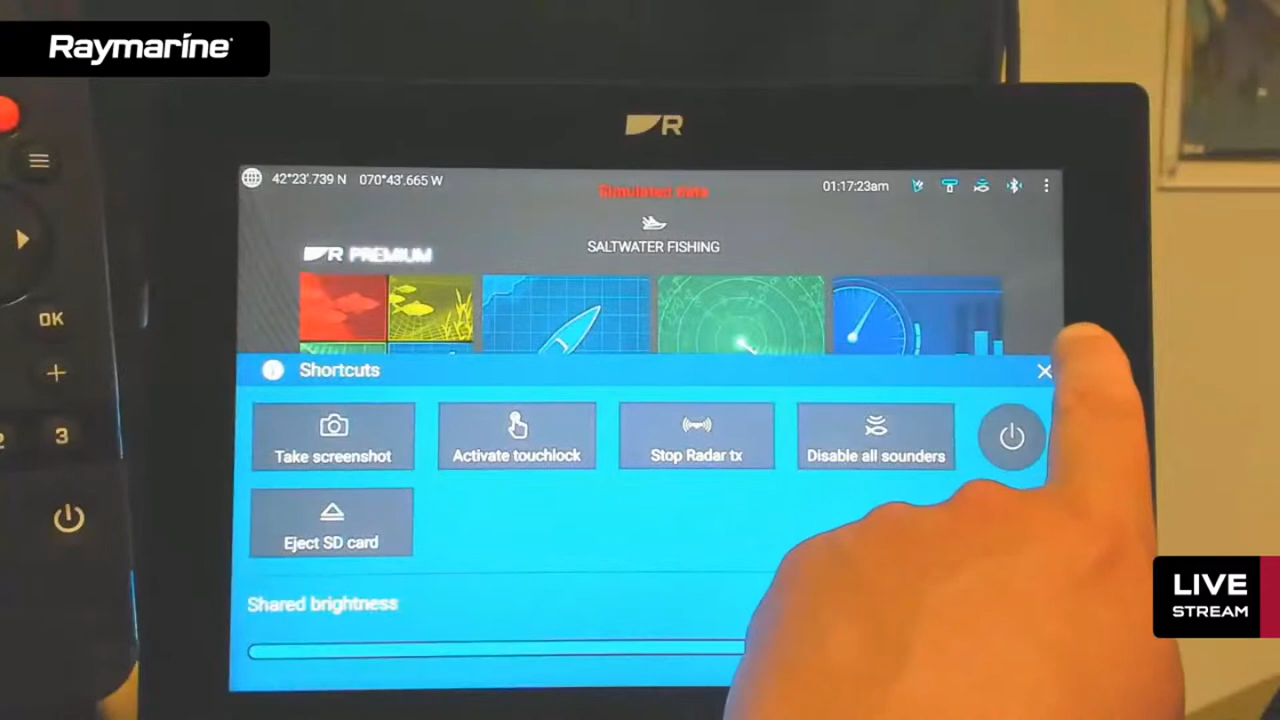 Raymarine
R
42°23'.739 N 070°43'.665 W
Simulated data
01:17:23am
SALTWATER FISHING
R PREMIUM
OK
Shortcuts
Take screenshot
Activate touchlock
Stop Radar tx
Disable all sounders
2 3
Eject SD card
Shared brightness
LIVE
STREAM